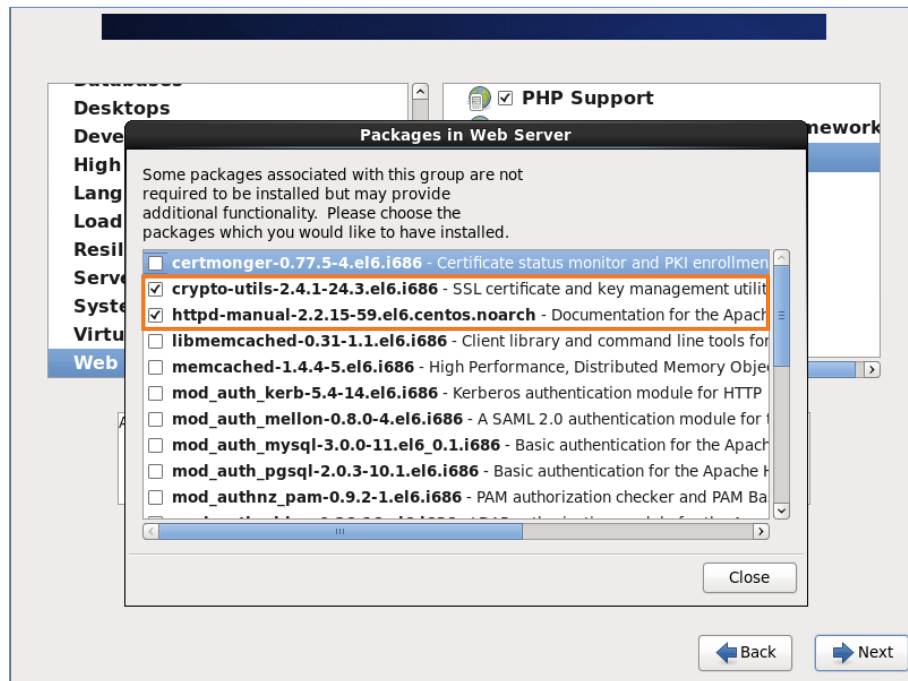 Databases
Desktops
PHP Support
Deve
mework
Packages in Web Server
High
Lang
Load
Resil
Serve
Syste
Virtu
Web
Some packages associated with this group are not
required to be installed but may provide
additional functionality. Please choose the
packages which you would like to have installed.
certmonger-0.77.5-4.el6.i686 - Certificate status monitor and PKI enrollmen
crypto-utils-2.4.1-24.3.el6.i686 - SSL certificate and key management utilit
httpd-manual-2.2.15-59.el6.centos.noarch - Documentation for the Apach
libmemcached-0.31-1.1.el6.i686 - Client library and command line tools for
memcached-1.4.4-5.el6.i686 - High Performance, Distributed Memory Obje
mod_auth_kerb-5.4-14.el6.i686 - Kerberos authentication module for HTTP
mod_auth_mellon-0.8.0-4.el6.i686 - A SAML 2.0 authentication module for t
mod_auth_mysql-3.0.0-11.el6_0.1.i686 - Basic authentication for the Apach
mod_auth_pgsql-2.0.3-10.1.el6.i686 - Basic authentication for the Apache H
mod_authnz_pam-0.9.2-1.el6.i686 - PAM authorization checker and PAM Ba
A
Close
Back
Next